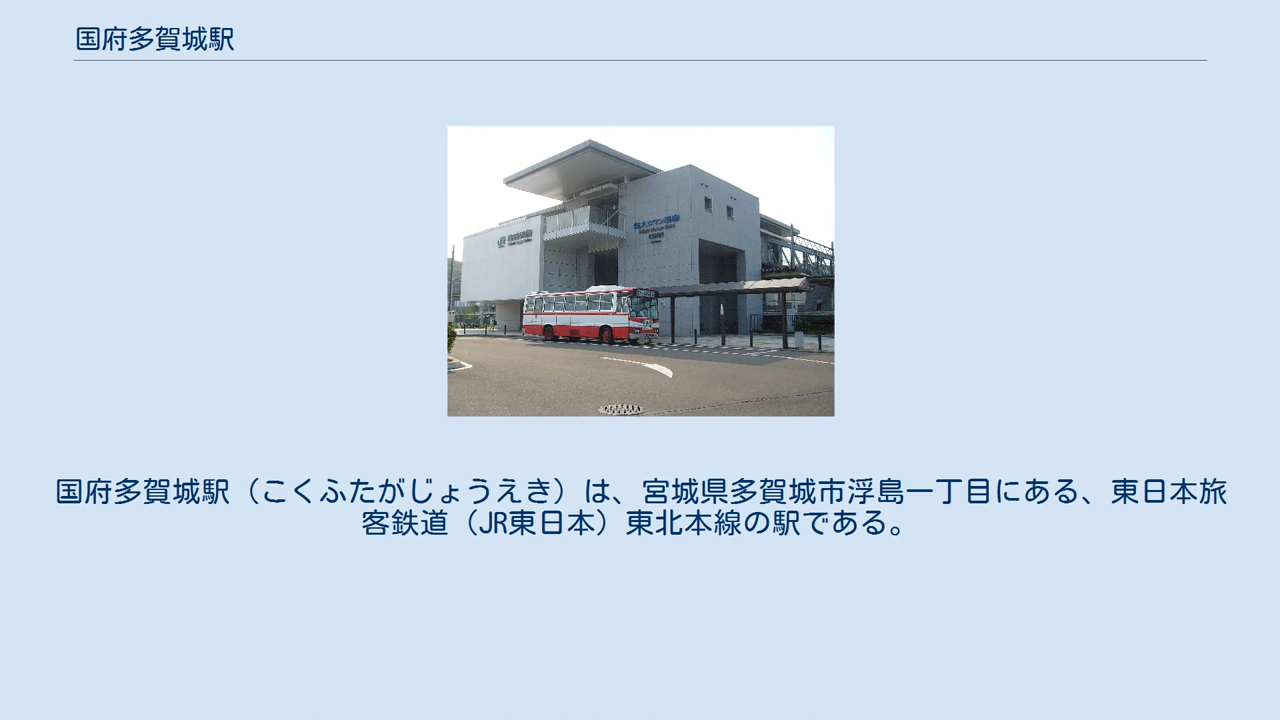 国府多賀城駅
国府多賀城駅（こくふたがじょうえき）は、宮城県多賀城市浮島一丁目にある、東日本旅
客鉄道（JR東日本）東北本線の駅である。